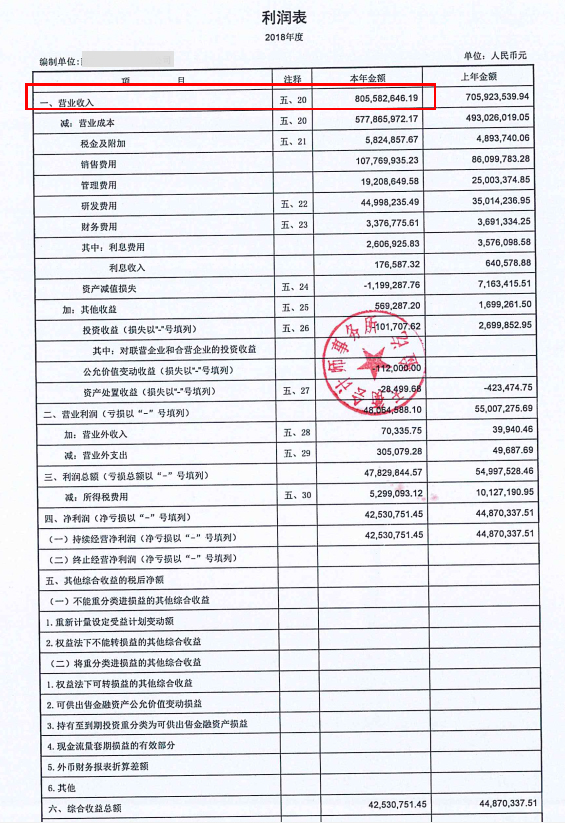 利润表
2018年度
编制单位:
单位：人民币元
项 目 注释 本年金额 上年金额
一、营业收入 五、20 805,582,646.19 705,923,539.94
减：营业成本 五、20 577,865,972.17 493,026,019.05
税金及附加 五、21 5,824,857.67 4,893,740.06
销售费用 107,769,935.23 86,099,783.28
管理费用 19,208,649.58 25,003,374.85
研发费用 五、22 44,998,235.49 35,014,236.95
财务费用 五、23 3,376,775.61 3,691,334.25
其中：利息费用 2,606,925.83 3,576,098.58
利息收入 176,587.32 640,578.88
资产减值损失 五、24 -1,199,287.76 7,163,415.51
加：其他收益 五、25 569,287.20 1,699,261.50
投资收益（损失以"-"号填列） 五、26 101,707.62 2,699,852.95
其中：对联营企业和合营企业的投资收益
公允价值变动收益（损失以"-"号填列） -112,000.00
资产处置收益（损失以"-"号填列） 五、27 -28,499.68 -423,474.75
二、营业利润（亏损以“-”号填列） 48,064,588.10 55,007,275.69
加：营业外收入 五、28 70,335.75 39,940.46
减：营业外支出 五、29 305,079.28 49,687.69
三、利润总额（亏损总额以“-”号填列） 47,829,844.57 54,997,528.46
减：所得税费用 五、30 5,299,093.12 10,127,190.95
四、净利润（净亏损以“-”号填列） 42,530,751.45 44,870,337.51
（一）持续经营净利润（净亏损以“-”号填列） 42,530,751.45 44,870,337.51
（二）终止经营净利润（净亏损以“-”号填列）
五、其他综合收益的税后净额
（一）不能重分类进损益的其他综合收益
1.重新计量设定受益计划变动额
2.权益法下不能转损益的其他综合收益
（二）将重分类进损益的其他综合收益
1.权益法下可转损益的其他综合收益
2.可供出售金融资产公允价值变动损益
3.持有至到期投资重分类为可供出售金融资产损益
4.现金流量套期损益的有效部分
5.外币财务报表折算差额
6.其他
六、综合收益总额 42,530,751.45 44,870,337.51